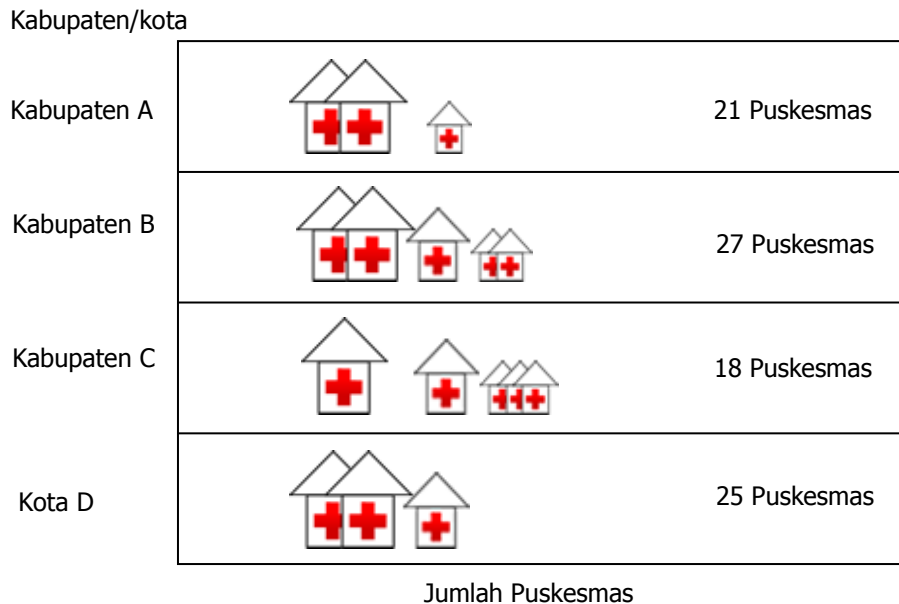 Kabupaten/kota
Kabupaten A 21 Puskesmas
Kabupaten B 27 Puskesmas
Kabupaten C 18 Puskesmas
Kota D 25 Puskesmas
Jumlah Puskesmas